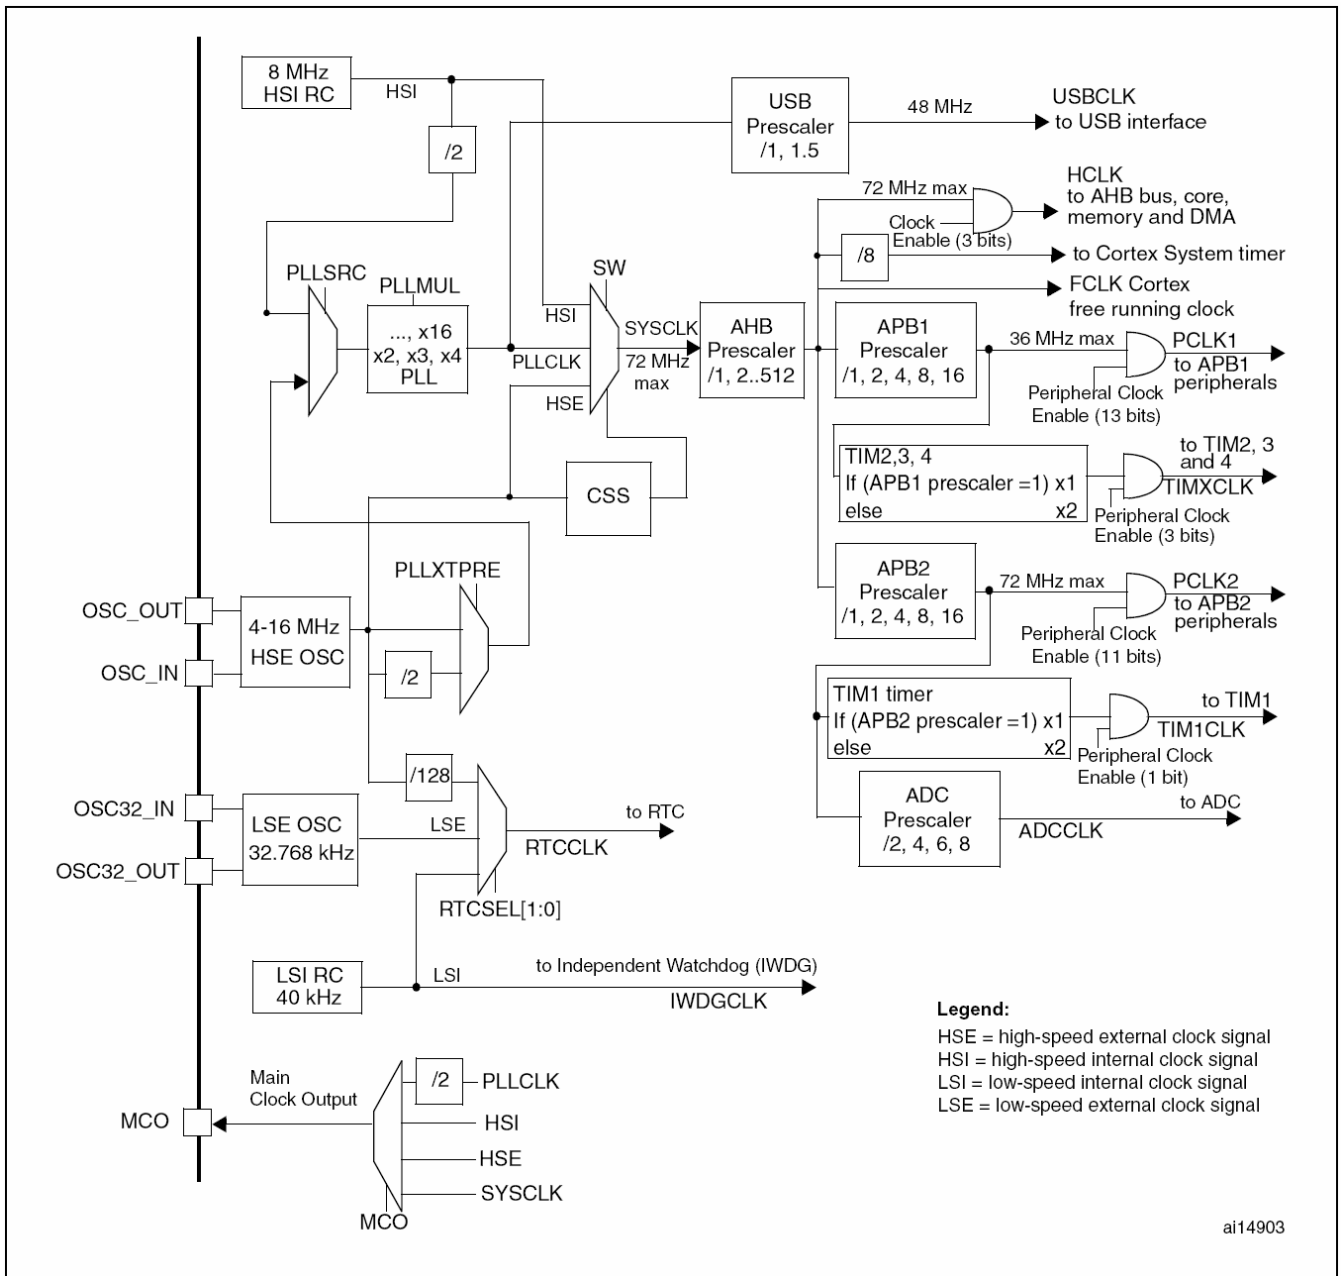 8 MHz
HSI RC
HSI
/2
USB
Prescaler
/1, 1.5
48 MHz
USBCLK
to USB interface
72 MHz max
Clock
Enable (3 bits)
HCLK
to AHB bus, core,
memory and DMA
/8
to Cortex System timer
FCLK Cortex
free running clock
PLLSRC
PLLMUL
..., x16
x2, x3, x4
PLL
SW
HSI
PLLCLK
HSE
SYSCLK
72 MHz
max
AHB
Prescaler
/1, 2..512
APB1
Prescaler
/1, 2, 4, 8, 16
36 MHz max
PCLK1
to APB1
peripherals
Peripheral Clock
Enable (13 bits)
TIM2,3, 4
If (APB1 prescaler =1) x1
else x2
to TIM2, 3
and 4
TIMXCLK
Peripheral Clock
Enable (3 bits)
CSS
PLLXTPRE
OSC_OUT
OSC_IN
4-16 MHz
HSE OSC
/2
APB2
Prescaler
/1, 2, 4, 8, 16
72 MHz max
PCLK2
to APB2
peripherals
Peripheral Clock
Enable (11 bits)
TIM1 timer
If (APB2 prescaler =1) x1
else x2
to TIM1
TIM1CLK
Peripheral Clock
Enable (1 bit)
/128
OSC32_IN
OSC32_OUT
LSE OSC
32.768 kHz
LSE
to RTC
RTCCLK
RTCSEL[1:0]
ADC
Prescaler
/2, 4, 6, 8
to ADC
ADCCLK
LSI RC
40 kHz
LSI
to Independent Watchdog (IWDG)
IWDGCLK
Legend:
HSE = high-speed external clock signal
HSI = high-speed internal clock signal
LSI = low-speed internal clock signal
LSE = low-speed external clock signal
Main
Clock Output
MCO
/2
PLLCLK
HSI
HSE
SYSCLK
MCO
ai14903